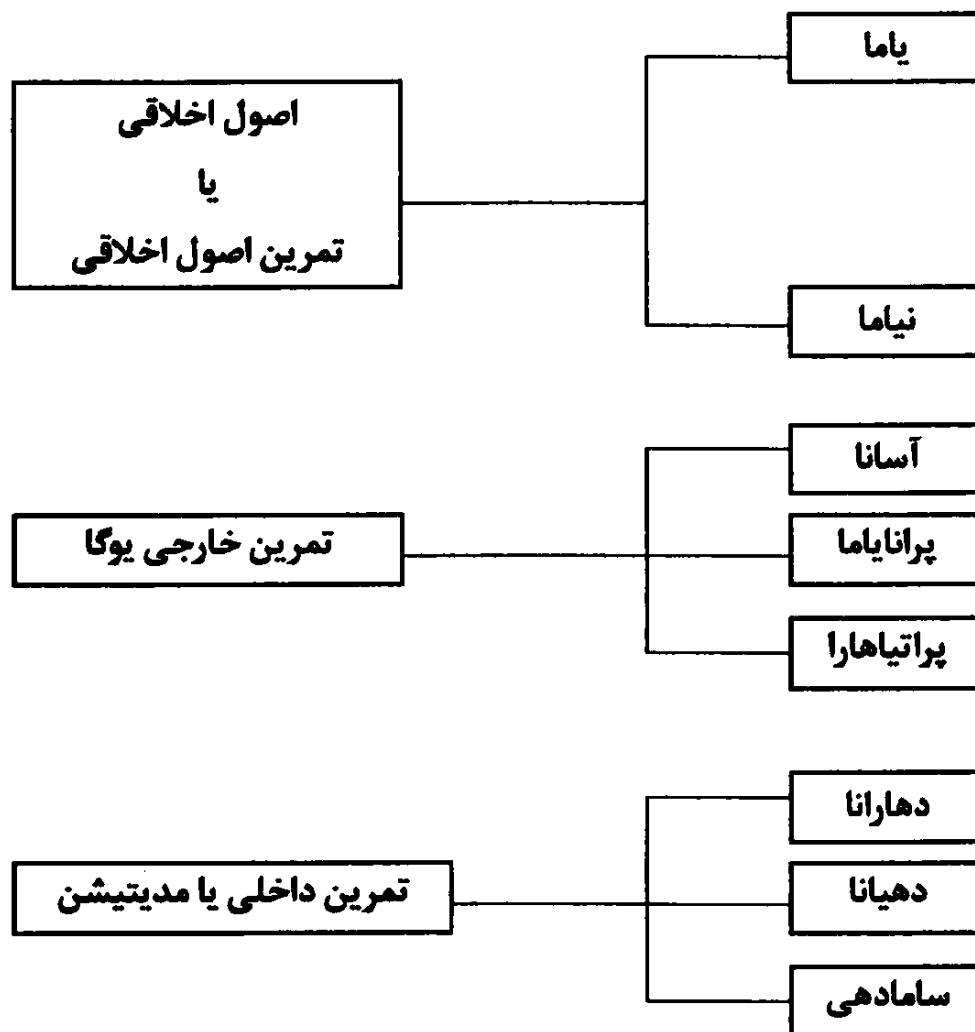 یاما
اصول اخلاقی
یا
تمرین اصول اخلاقی
نیاما
آسانا
تمرین خارجی یوگا
پرانایاما
پراتیاهارا
دهارانا
تمرین داخلی یا مدیتیشن
دهیانا
سامادهی